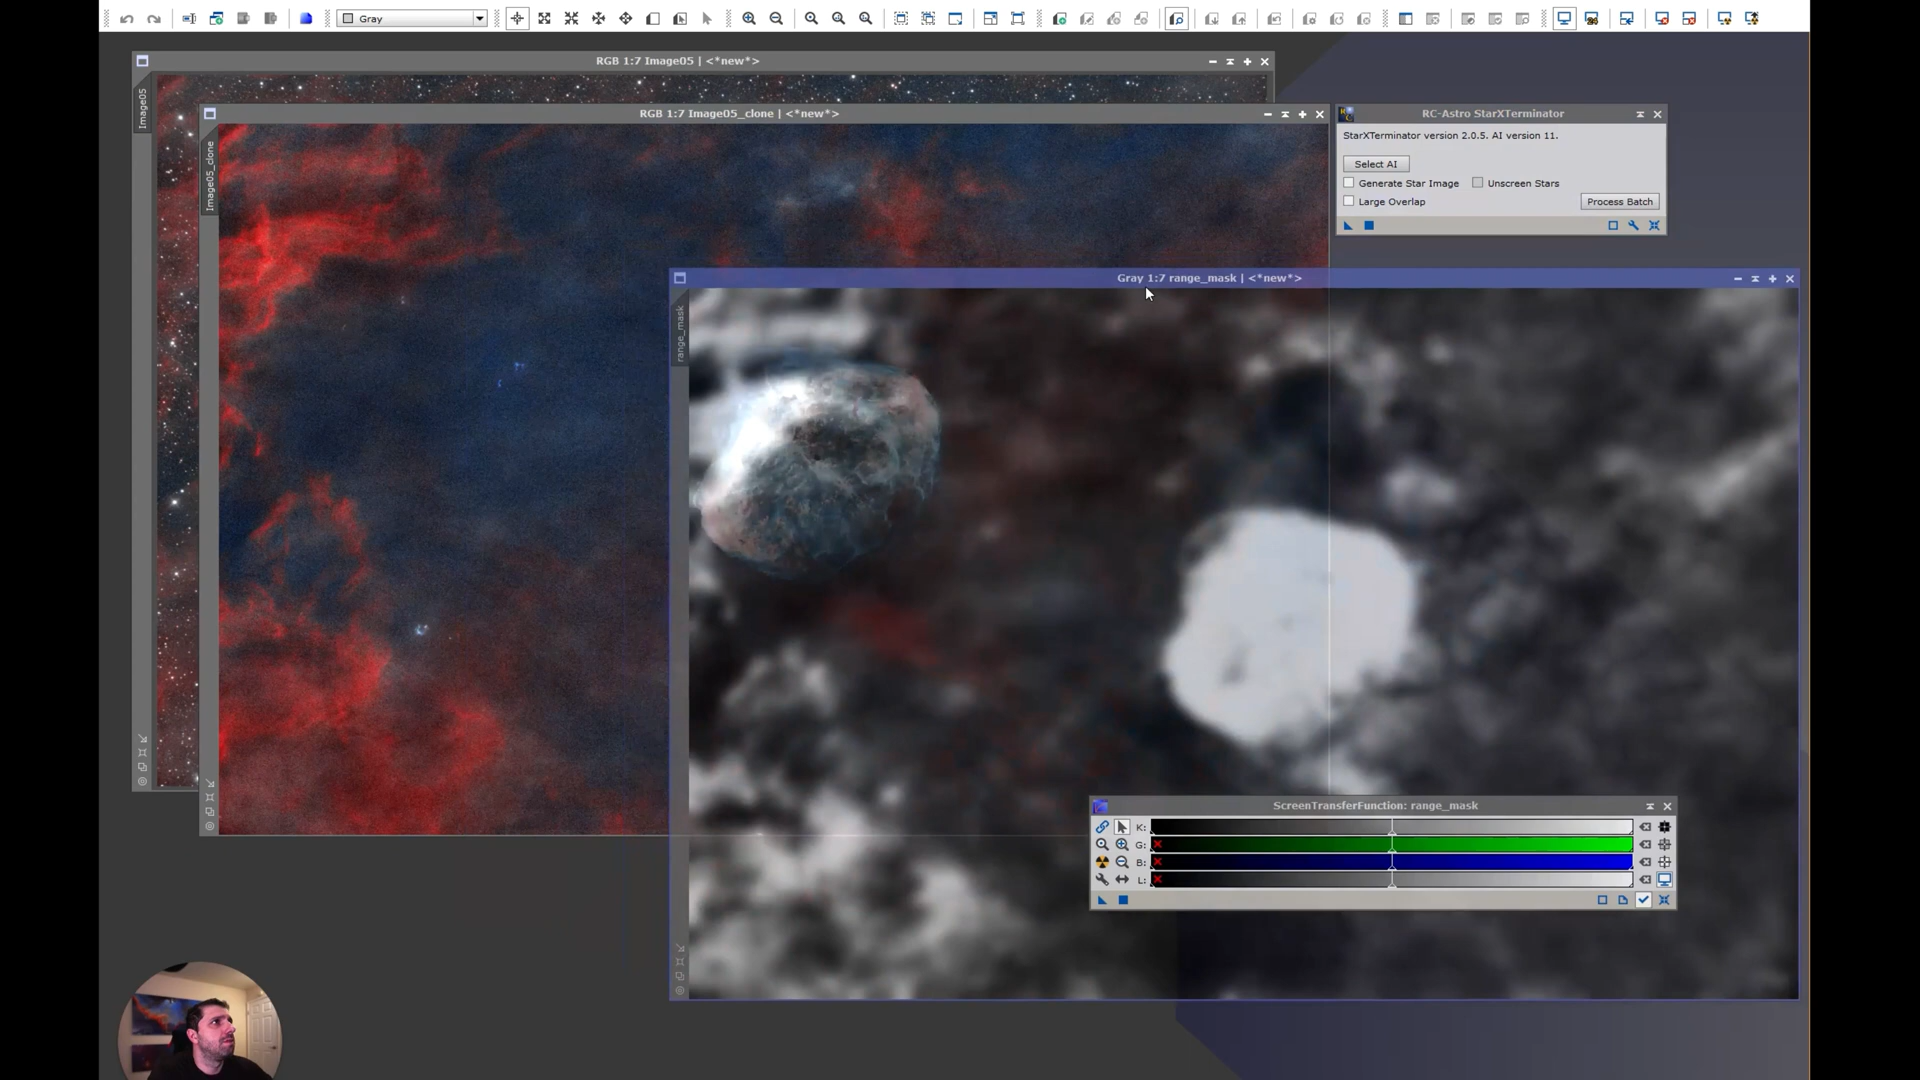 Gray
RGB 1:7 Image05 | <*new*>
Image05
RGB 1:7 Image05_clone | <*new*>
Image05_clone
RC-Astro StarXTerminator
StarXTerminator version 2.0.5. AI version 11.
Select AI
Generate Star Image
Unscreen Stars
Large Overlap
Process Batch
Gray 1:7 range_mask | <*new*>
range_mask
ScreenTransferFunction: range_mask
K:
G:
B:
L: